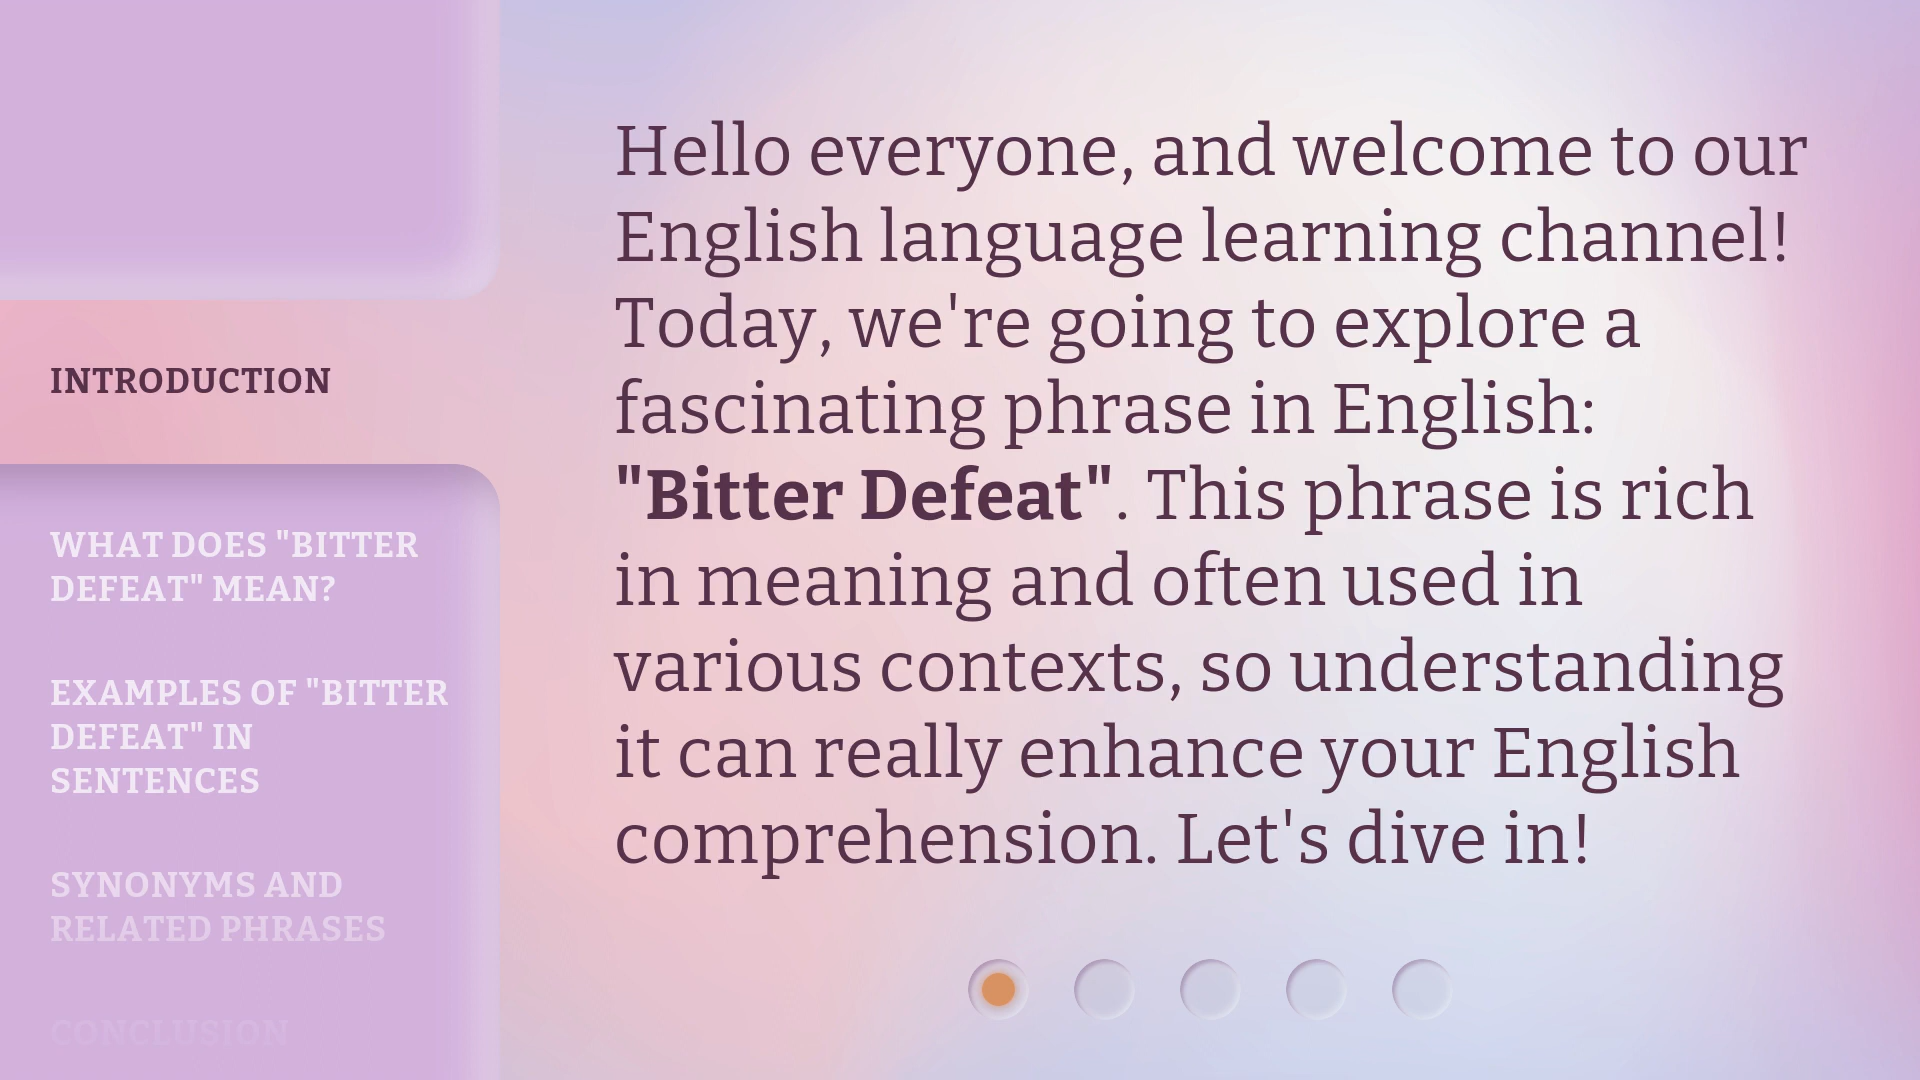 INTRODUCTION
WHAT DOES "BITTER
DEFEAT" MEAN?
EXAMPLES OF "BITTER
DEFEAT" IN
SENTENCES
SYNONYMS AND
RELATED PHRASES
CONCLUSION
Hello everyone, and welcome to our
English language learning channel!
Today, we're going to explore a
fascinating phrase in English:
"Bitter Defeat". This phrase is rich
in meaning and often used in
various contexts, so understanding
it can really enhance your English
comprehension. Let's dive in!